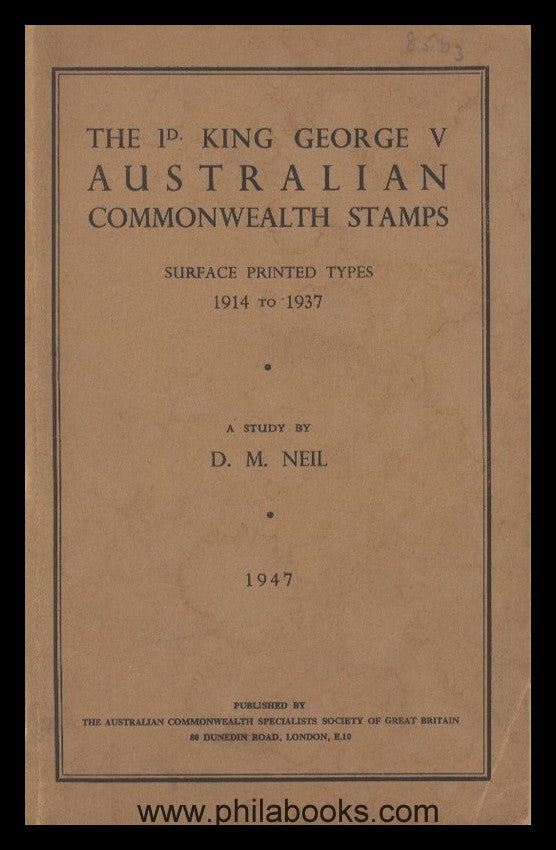 8503
THE 1D. KING GEORGE V
AUSTRALIAN
COMMONWEALTH STAMPS
SURFACE PRINTED TYPES
1914 TO 1937
A STUDY BY
D. M. NEIL
1947
PUBLISHED BY
THE AUSTRALIAN COMMONWEALTH SPECIALISTS SOCIETY OF GREAT BRITAIN
80 DUNEDIN ROAD, LONDON, E.10
www.philabooks.com